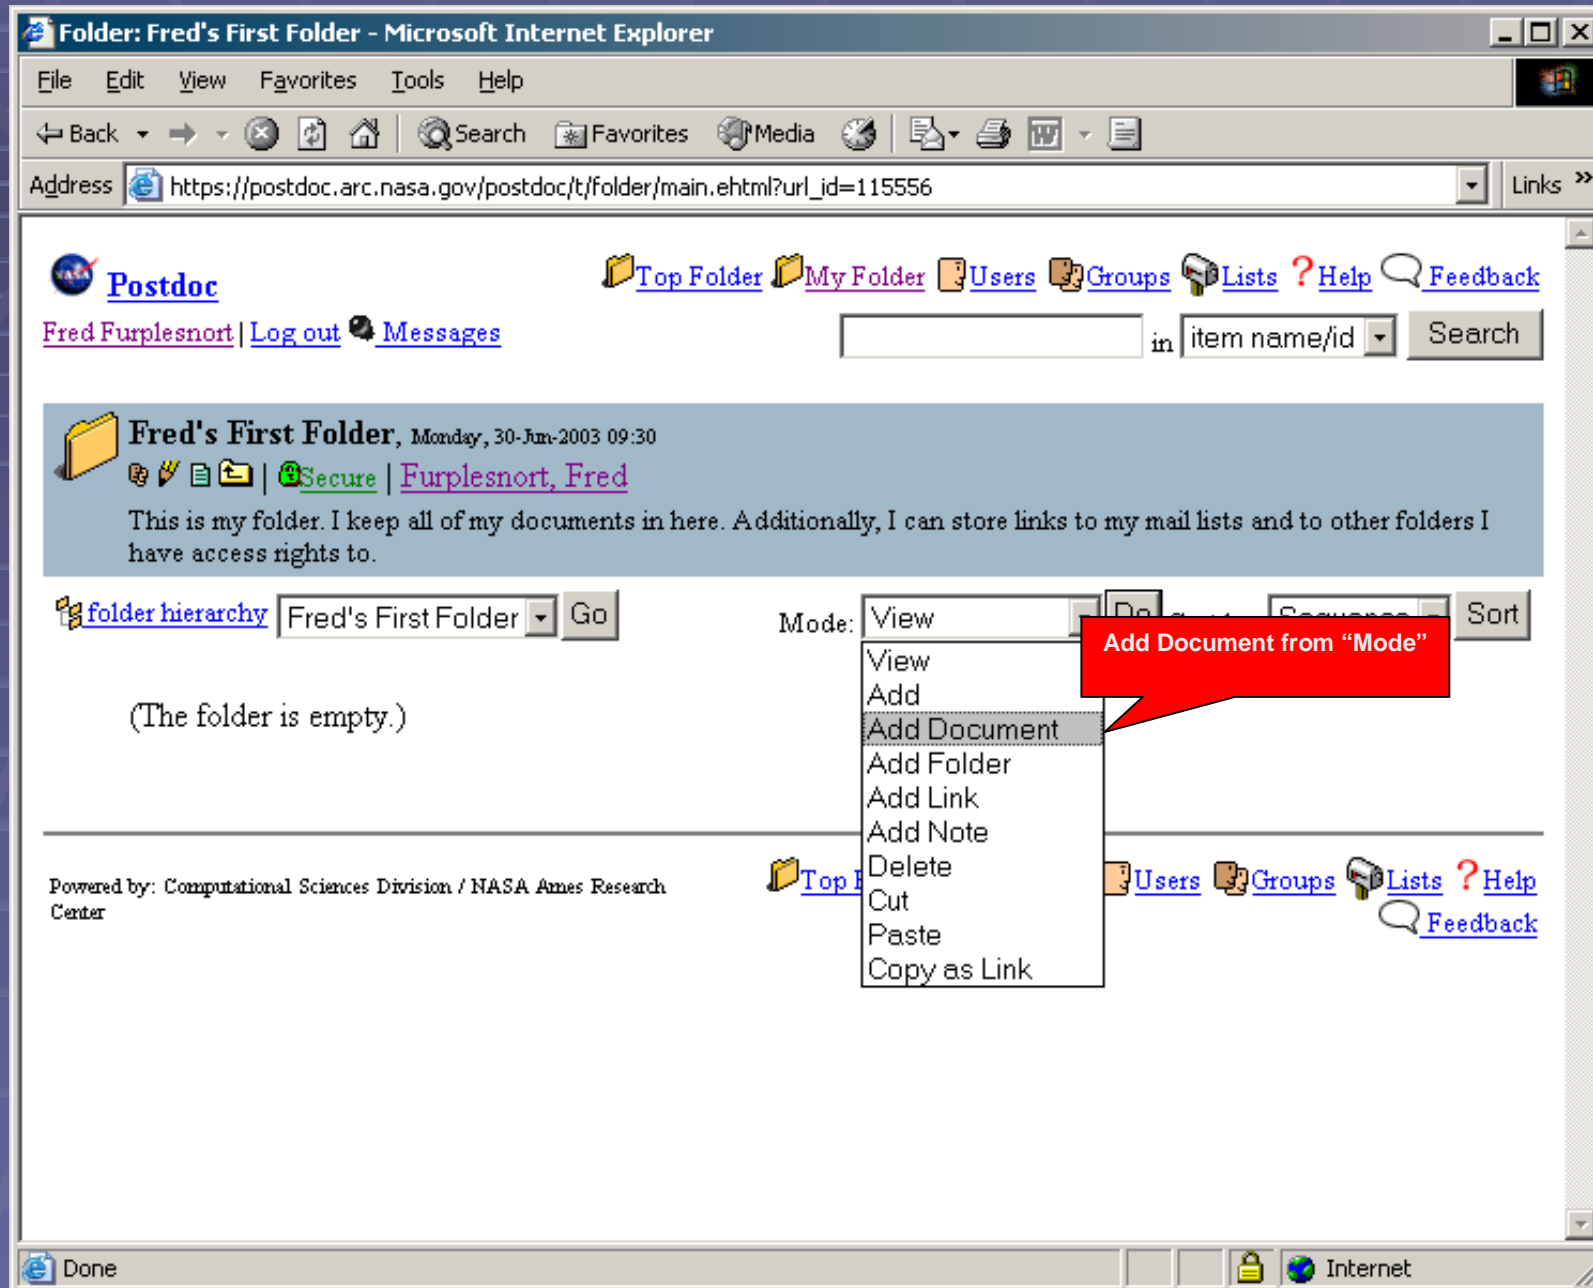 Folder: Fred's First Folder - Microsoft Internet Explorer
File Edit View Favorites Tools Help
Back Search Favorites Media
Address https://postdoc.arc.nasa.gov/postdoc/t/folder/main.ehtml?url_id=115556 Links »
Postdoc Top Folder My Folder Users Groups Lists ? Help Feedback
Fred Furplesnort | Log out Messages in item name/id Search
Fred's First Folder, Monday, 30-Jun-2003 09:30
| Secure | Furplesnort, Fred
This is my folder. I keep all of my documents in here. Additionally, I can store links to my mail lists and to other folders I
have access rights to.
folder hierarchy Fred's First Folder Go Mode: View Do Sequence Sort
Add Document from “Mode”
View
Add
(The folder is empty.)
Add Document
Add Folder
Add Link
Add Note
Delete
Cut
Paste
Copy as Link
Powered by: Computational Sciences Division / NASA Ames Research
Center
Top Users Groups Lists ? Help
Feedback
Done Internet